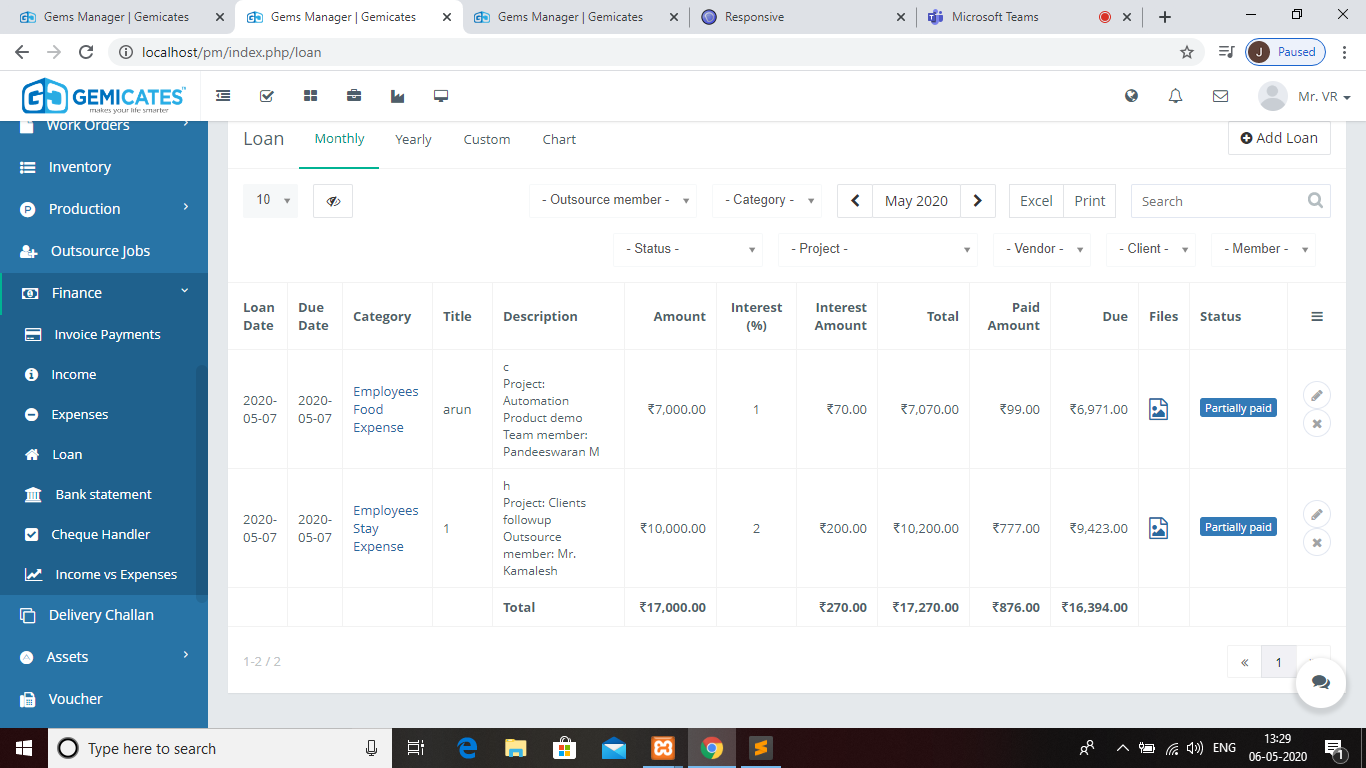 Gems Manager | Gemicates
Gems Manager | Gemicates
Gems Manager | Gemicates
Responsive
Microsoft Teams
localhost/pm/index.php/loan
J Paused
GEMICATES™
makes your life smarter
Mr. VR
Work Orders
Inventory
Production
Outsource Jobs
Finance
Invoice Payments
Income
Expenses
Loan
Bank statement
Cheque Handler
Income vs Expenses
Delivery Challan
Assets
Voucher
Loan Monthly Yearly Custom Chart Add Loan
10 - Outsource member - - Category - May 2020 Excel Print Search
- Status - - Project - - Vendor - - Client - - Member -
Loan Date
Due Date
Category
Title
Description
Amount
Interest (%)
Interest Amount
Total
Paid Amount
Due
Files
Status
2020-05-07
2020-05-07
Employees Food Expense
arun
c
Project:
Automation
Product demo
Team member:
Pandeeswaran M
₹7,000.00
1
₹70.00
₹7,070.00
₹99.00
₹6,971.00
Partially paid
2020-05-07
2020-05-07
Employees Stay Expense
1
h
Project: Clients
followup
Outsource
member: Mr.
Kamalesh
₹10,000.00
2
₹200.00
₹10,200.00
₹777.00
₹9,423.00
Partially paid
Total ₹17,000.00 ₹270.00 ₹17,270.00 ₹876.00 ₹16,394.00
1-2 / 2
« 1
Type here to search
ENG
13:29
06-05-2020
1